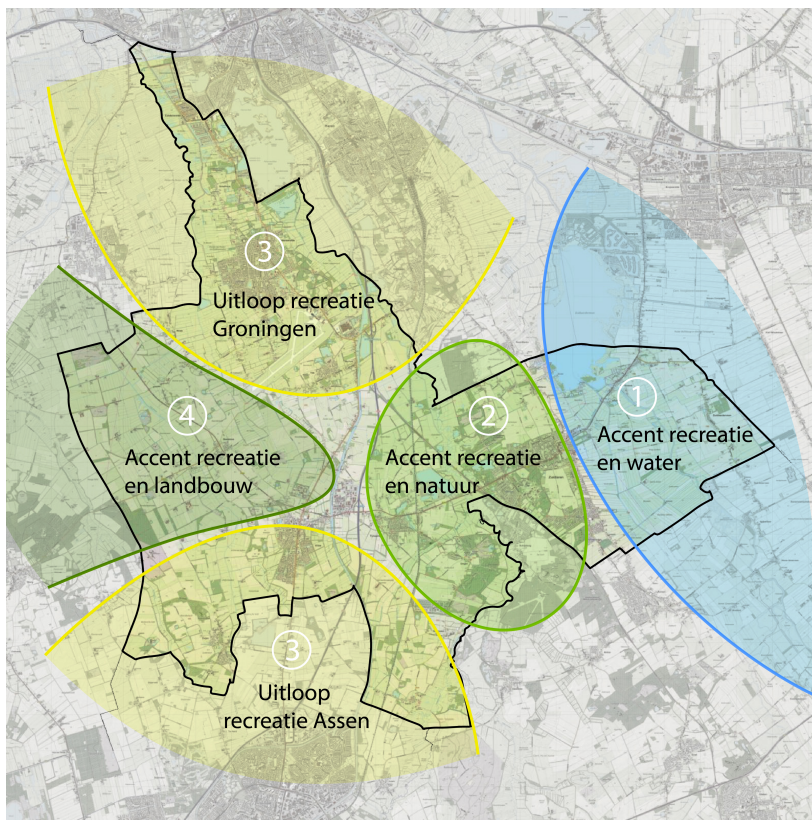 3
Uitloop recreatie
Groningen
4
Accent recreatie
en landbouw
2
Accent recreatie
en natuur
1
Accent recreatie
en water
3
Uitloop
recreatie Assen